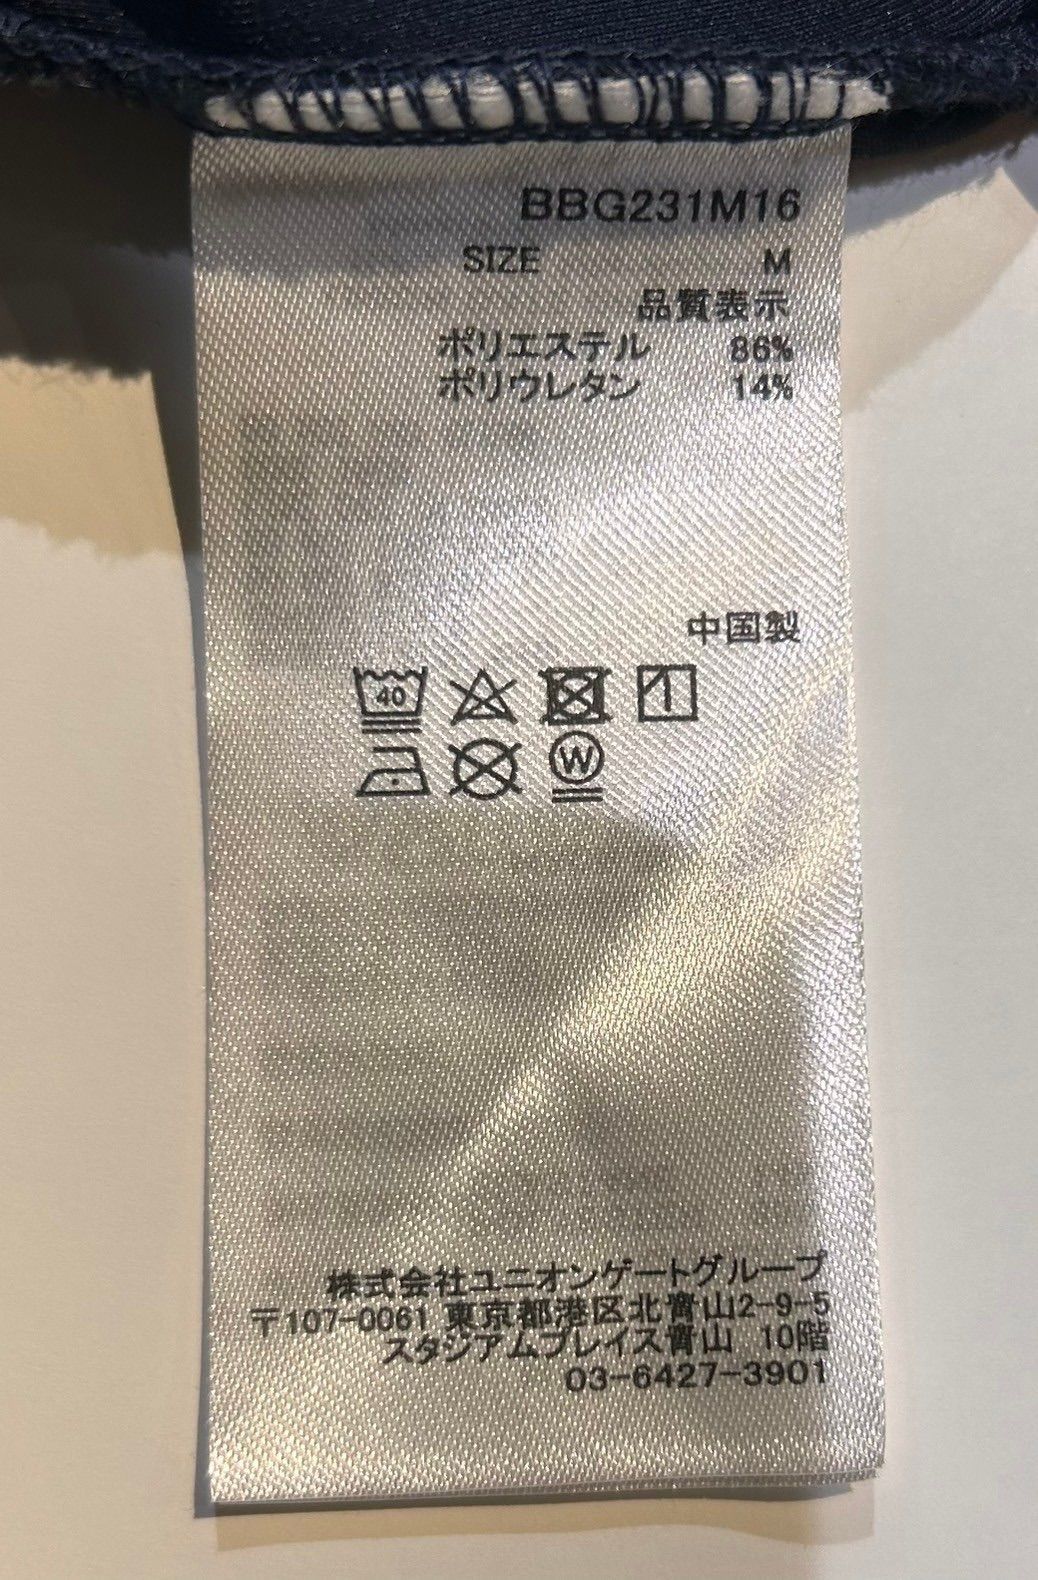 BBG231M16
SIZE M
品質表示
ポリエステル 86%
ポリウレタン 14%
中国製
40
W
株式会社ユニオンゲートグループ
〒107-0061 東京都港区北青山2-9-5
スタジアムプレイス青山 10階
03-6427-3901